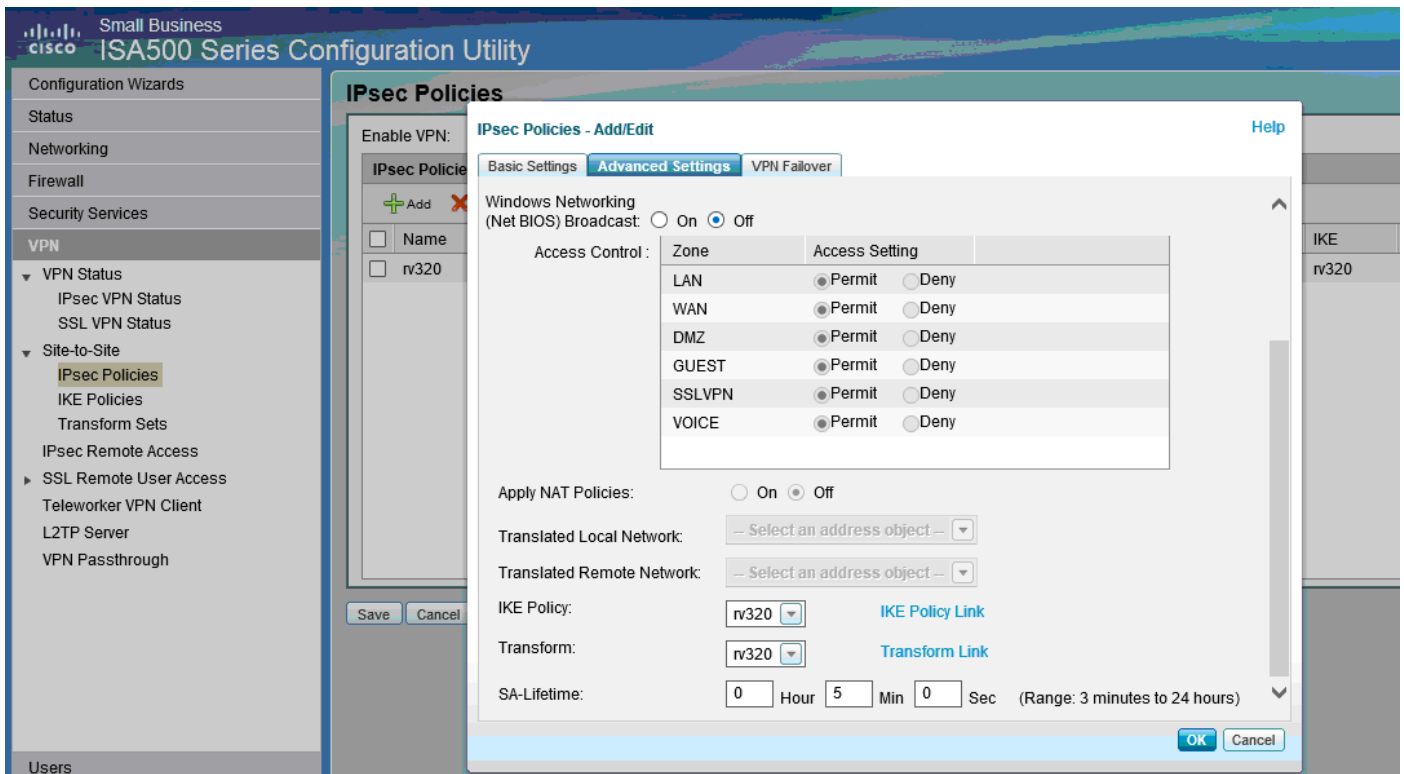 Small Business
CISCO ISA500 Series Configuration Utility
Configuration Wizards
Status
Networking
Firewall
Security Services
VPN
VPN Status
IPsec VPN Status
SSL VPN Status
Site-to-Site
IPsec Policies
IKE Policies
Transform Sets
IPsec Remote Access
SSL Remote User Access
Teleworker VPN Client
L2TP Server
VPN Passthrough
Users
IPsec Policies
Enable VPN:
IPsec Policie
Add
Name
IKE
rv320
rv320
Save Cancel
IPsec Policies - Add/Edit
Help
Basic Settings Advanced Settings VPN Failover
Windows Networking
(Net BIOS) Broadcast: On Off
Access Control :
Zone Access Setting
LAN Permit Deny
WAN Permit Deny
DMZ Permit Deny
GUEST Permit Deny
SSLVPN Permit Deny
VOICE Permit Deny
Apply NAT Policies: On Off
Translated Local Network: -- Select an address object --
Translated Remote Network: -- Select an address object --
IKE Policy: rv320 IKE Policy Link
Transform: rv320 Transform Link
SA-Lifetime: 0 Hour 5 Min 0 Sec (Range: 3 minutes to 24 hours)
OK Cancel